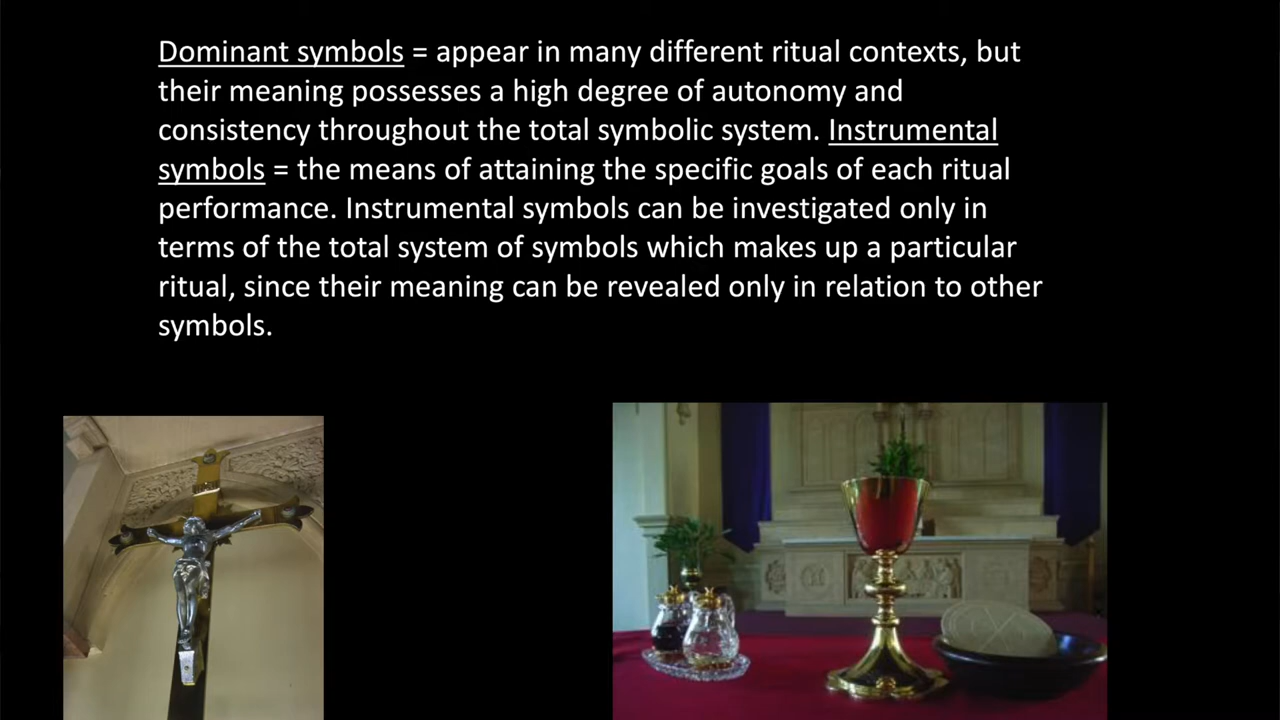 Dominant symbols = appear in many different ritual contexts, but
their meaning possesses a high degree of autonomy and
consistency throughout the total symbolic system. Instrumental
symbols = the means of attaining the specific goals of each ritual
performance. Instrumental symbols can be investigated only in
terms of the total system of symbols which makes up a particular
ritual, since their meaning can be revealed only in relation to other
symbols.